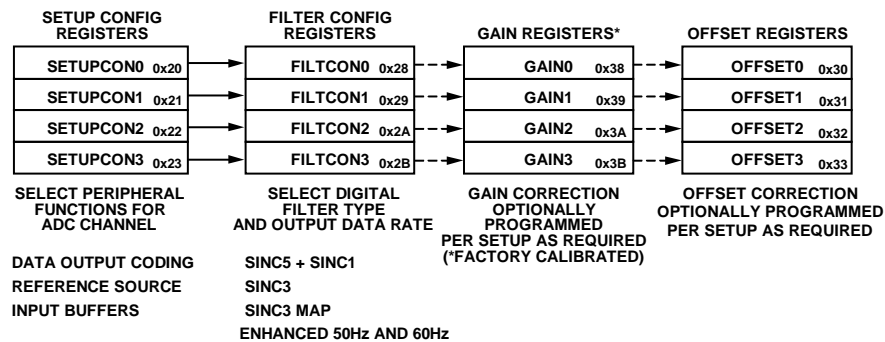 SETUP CONFIG
REGISTERS
SETUPCON0 0x20
SETUPCON1 0x21
SETUPCON2 0x22
SETUPCON3 0x23
SELECT PERIPHERAL
FUNCTIONS FOR
ADC CHANNEL
DATA OUTPUT CODING
REFERENCE SOURCE
INPUT BUFFERS
FILTER CONFIG
REGISTERS
FILTCON0 0x28
FILTCON1 0x29
FILTCON2 0x2A
FILTCON3 0x2B
SELECT DIGITAL
FILTER TYPE
AND OUTPUT DATA RATE
SINC5 + SINC1
SINC3
SINC3 MAP
ENHANCED 50Hz AND 60Hz
GAIN REGISTERS*
GAIN0 0x38
GAIN1 0x39
GAIN2 0x3A
GAIN3 0x3B
GAIN CORRECTION
OPTIONALLY
PROGRAMMED
PER SETUP AS REQUIRED
(*FACTORY CALIBRATED)
OFFSET REGISTERS
OFFSET0 0x30
OFFSET1 0x31
OFFSET2 0x32
OFFSET3 0x33
OFFSET CORRECTION
OPTIONALLY PROGRAMMED
PER SETUP AS REQUIRED